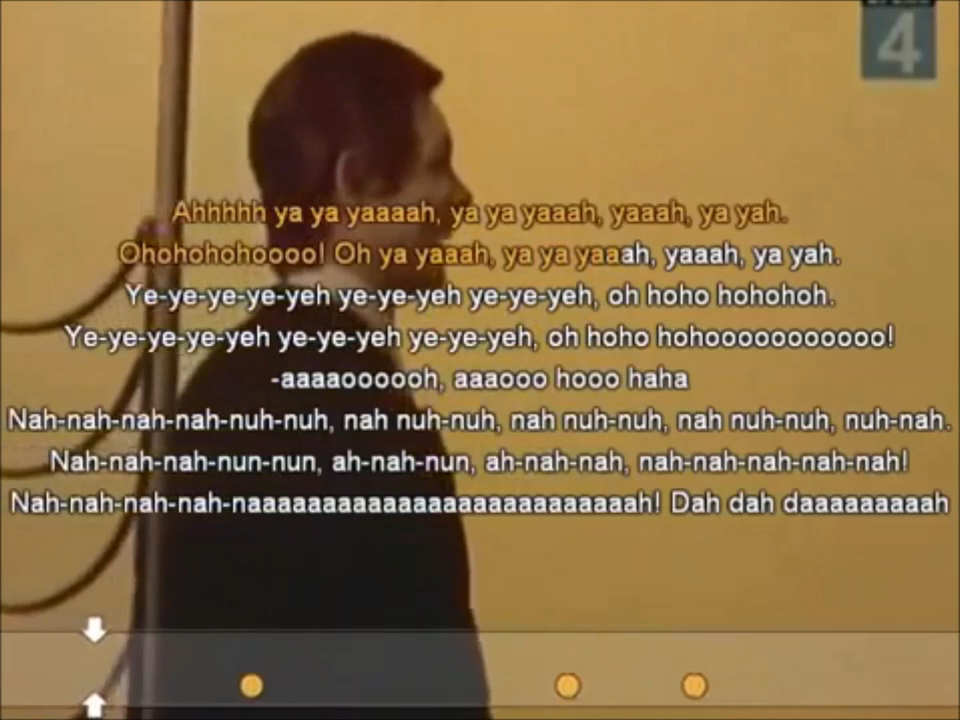 4
Ahhhhh ya ya yaaaah, ya ya yaaah, yaaah, ya yah.
Ohohohohoooo! Oh ya yaaah, ya ya yaaah, yaaah, ya yah.
Ye-ye-ye-ye-yeh ye-ye-yeh ye-ye-yeh, oh hoho hohohoh.
Ye-ye-ye-ye-yeh ye-ye-yeh ye-ye-yeh, oh hoho hohooooooooooo!
-aaaaoooooh, aaaooo hooo haha
Nah-nah-nah-nah-nuh-nuh, nah nuh-nuh, nah nuh-nuh, nah nuh-nuh, nuh-nah.
Nah-nah-nah-nun-nun, ah-nah-nun, ah-nah-nah, nah-nah-nah-nah-nah!
Nah-nah-nah-nah-naaaaaaaaaaaaaaaaaaaaaaaaaaah! Dah dah daaaaaaaaah